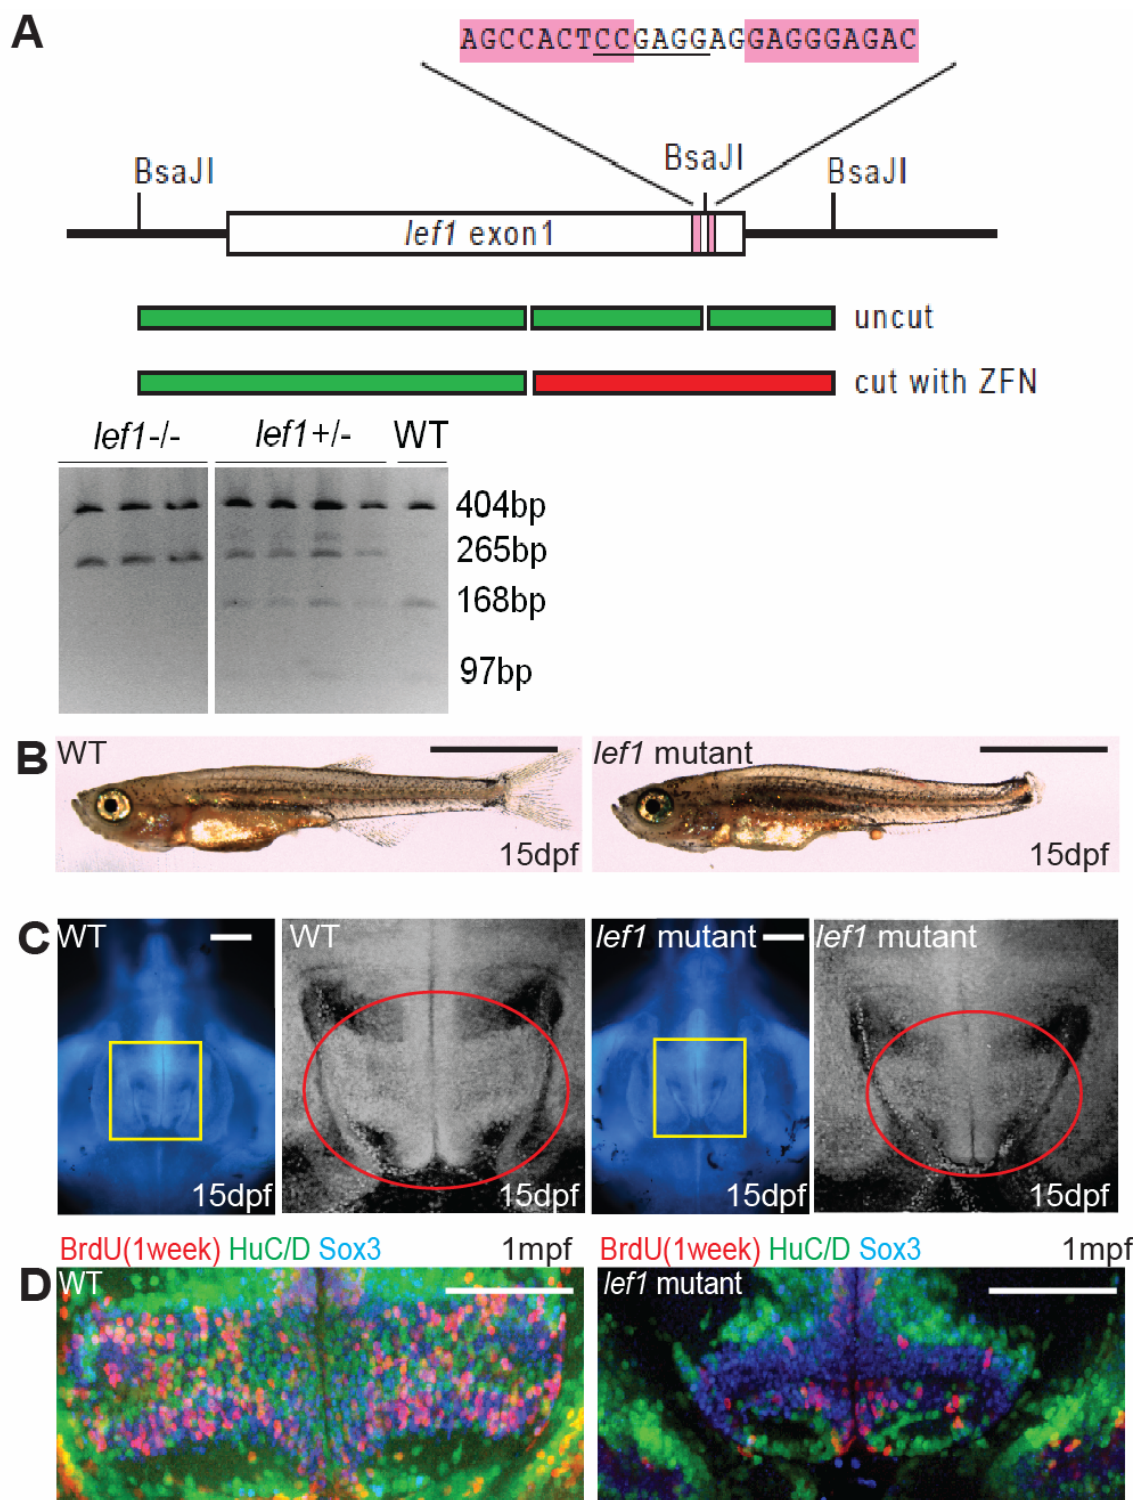 A
AGCCACTCCGAGGAGGAGGGAGAC
BsaJI
BsaJI
BsaJI
lef1 exon1
uncut
cut with ZFN
lef1-/-
lef1+/-
WT
404bp
265bp
168bp
97bp
B
WT
15dpf
lef1 mutant
15dpf
C
WT
15dpf
WT
15dpf
lef1 mutant
15dpf
lef1 mutant
15dpf
BrdU(1week) HuC/D Sox3 1mpf
BrdU(1week) HuC/D Sox3 1mpf
D
WT
lef1 mutant